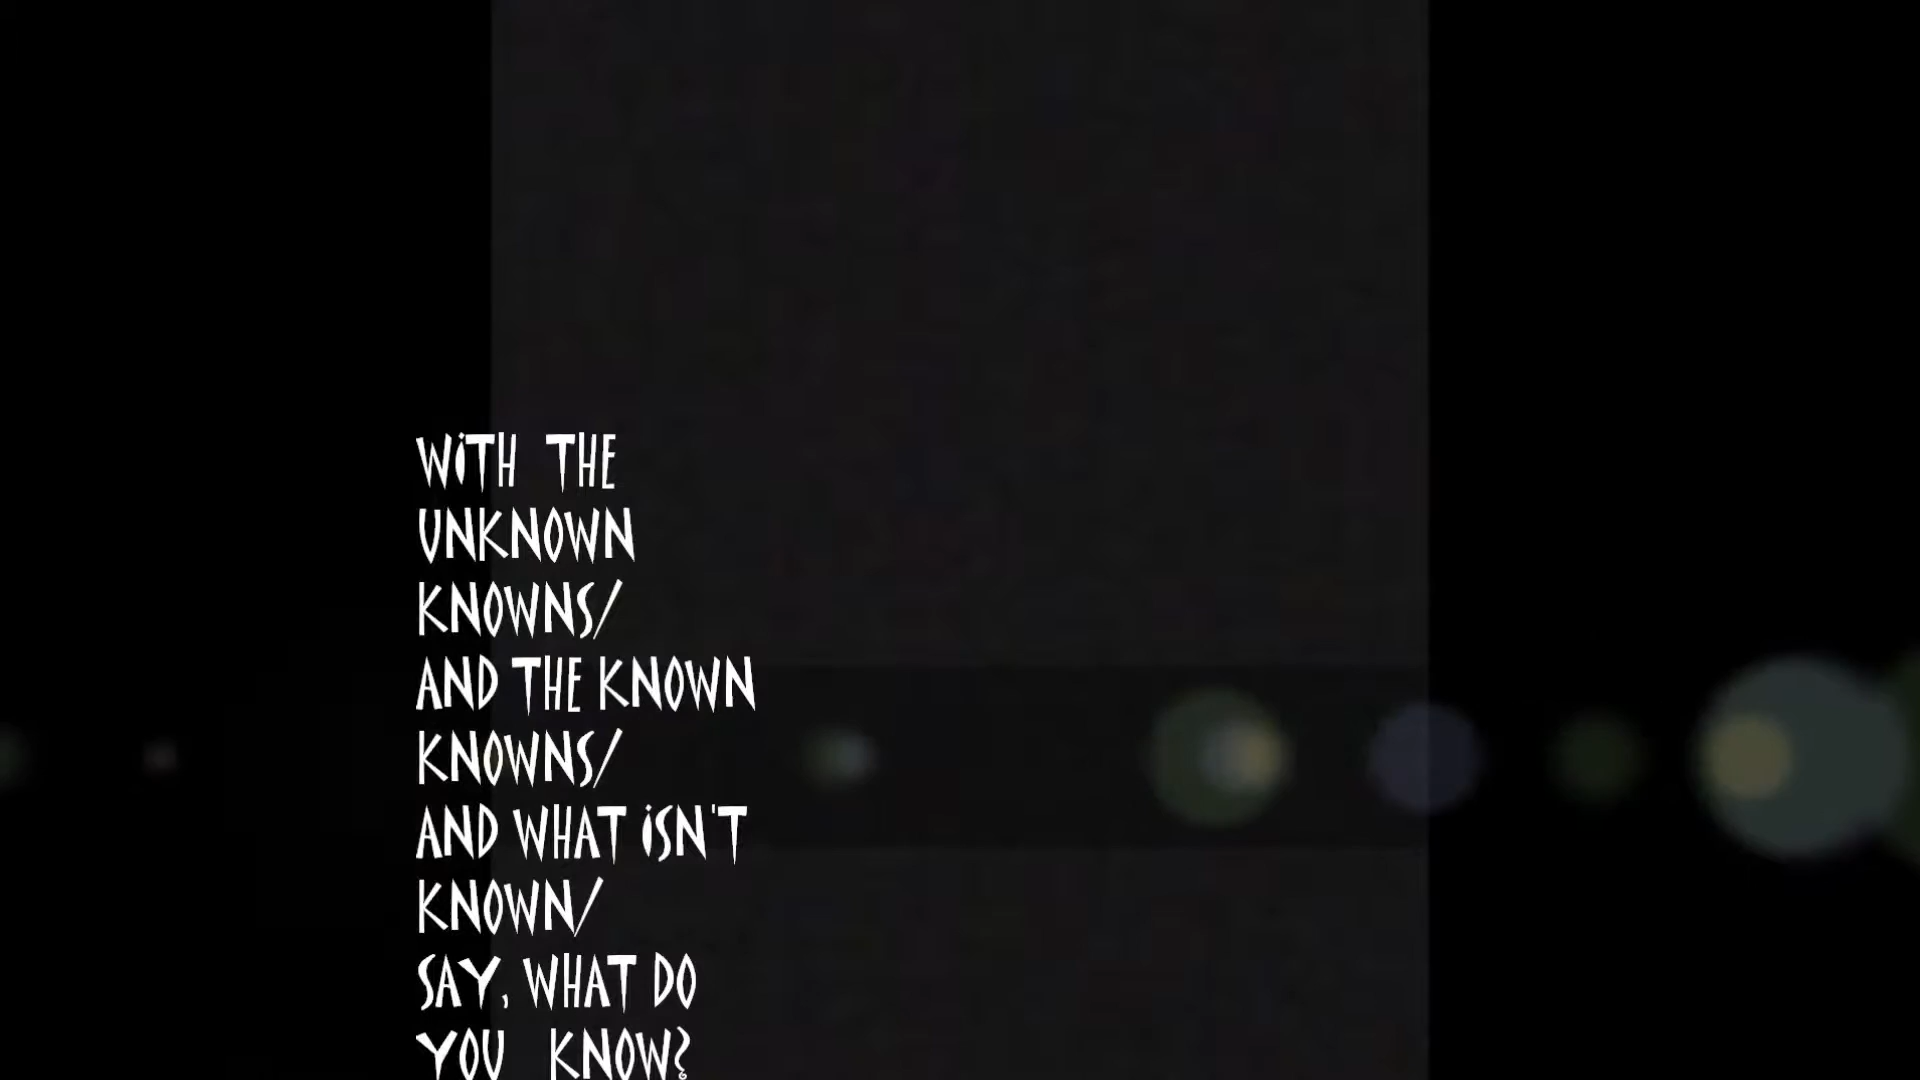 WITH THE
UNKNOWN
KNOWNS/
AND THE KNOWN
KNOWNS/
AND WHAT ISN'T
KNOWN/
SAY, WHAT DO
YOU KNOW?